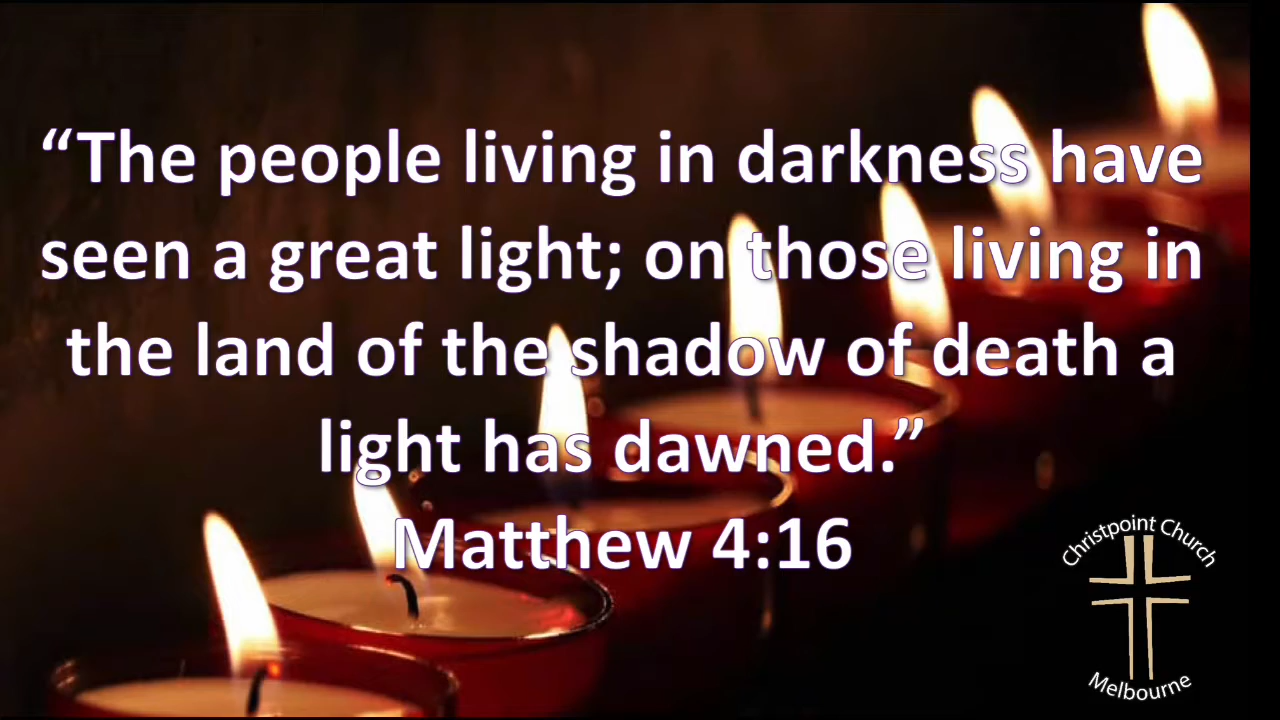 “The people living in darkness have
seen a great light; on those living in
the land of the shadow of death a
light has dawned.”
Matthew 4:16
Christpoint Church
Melbourne